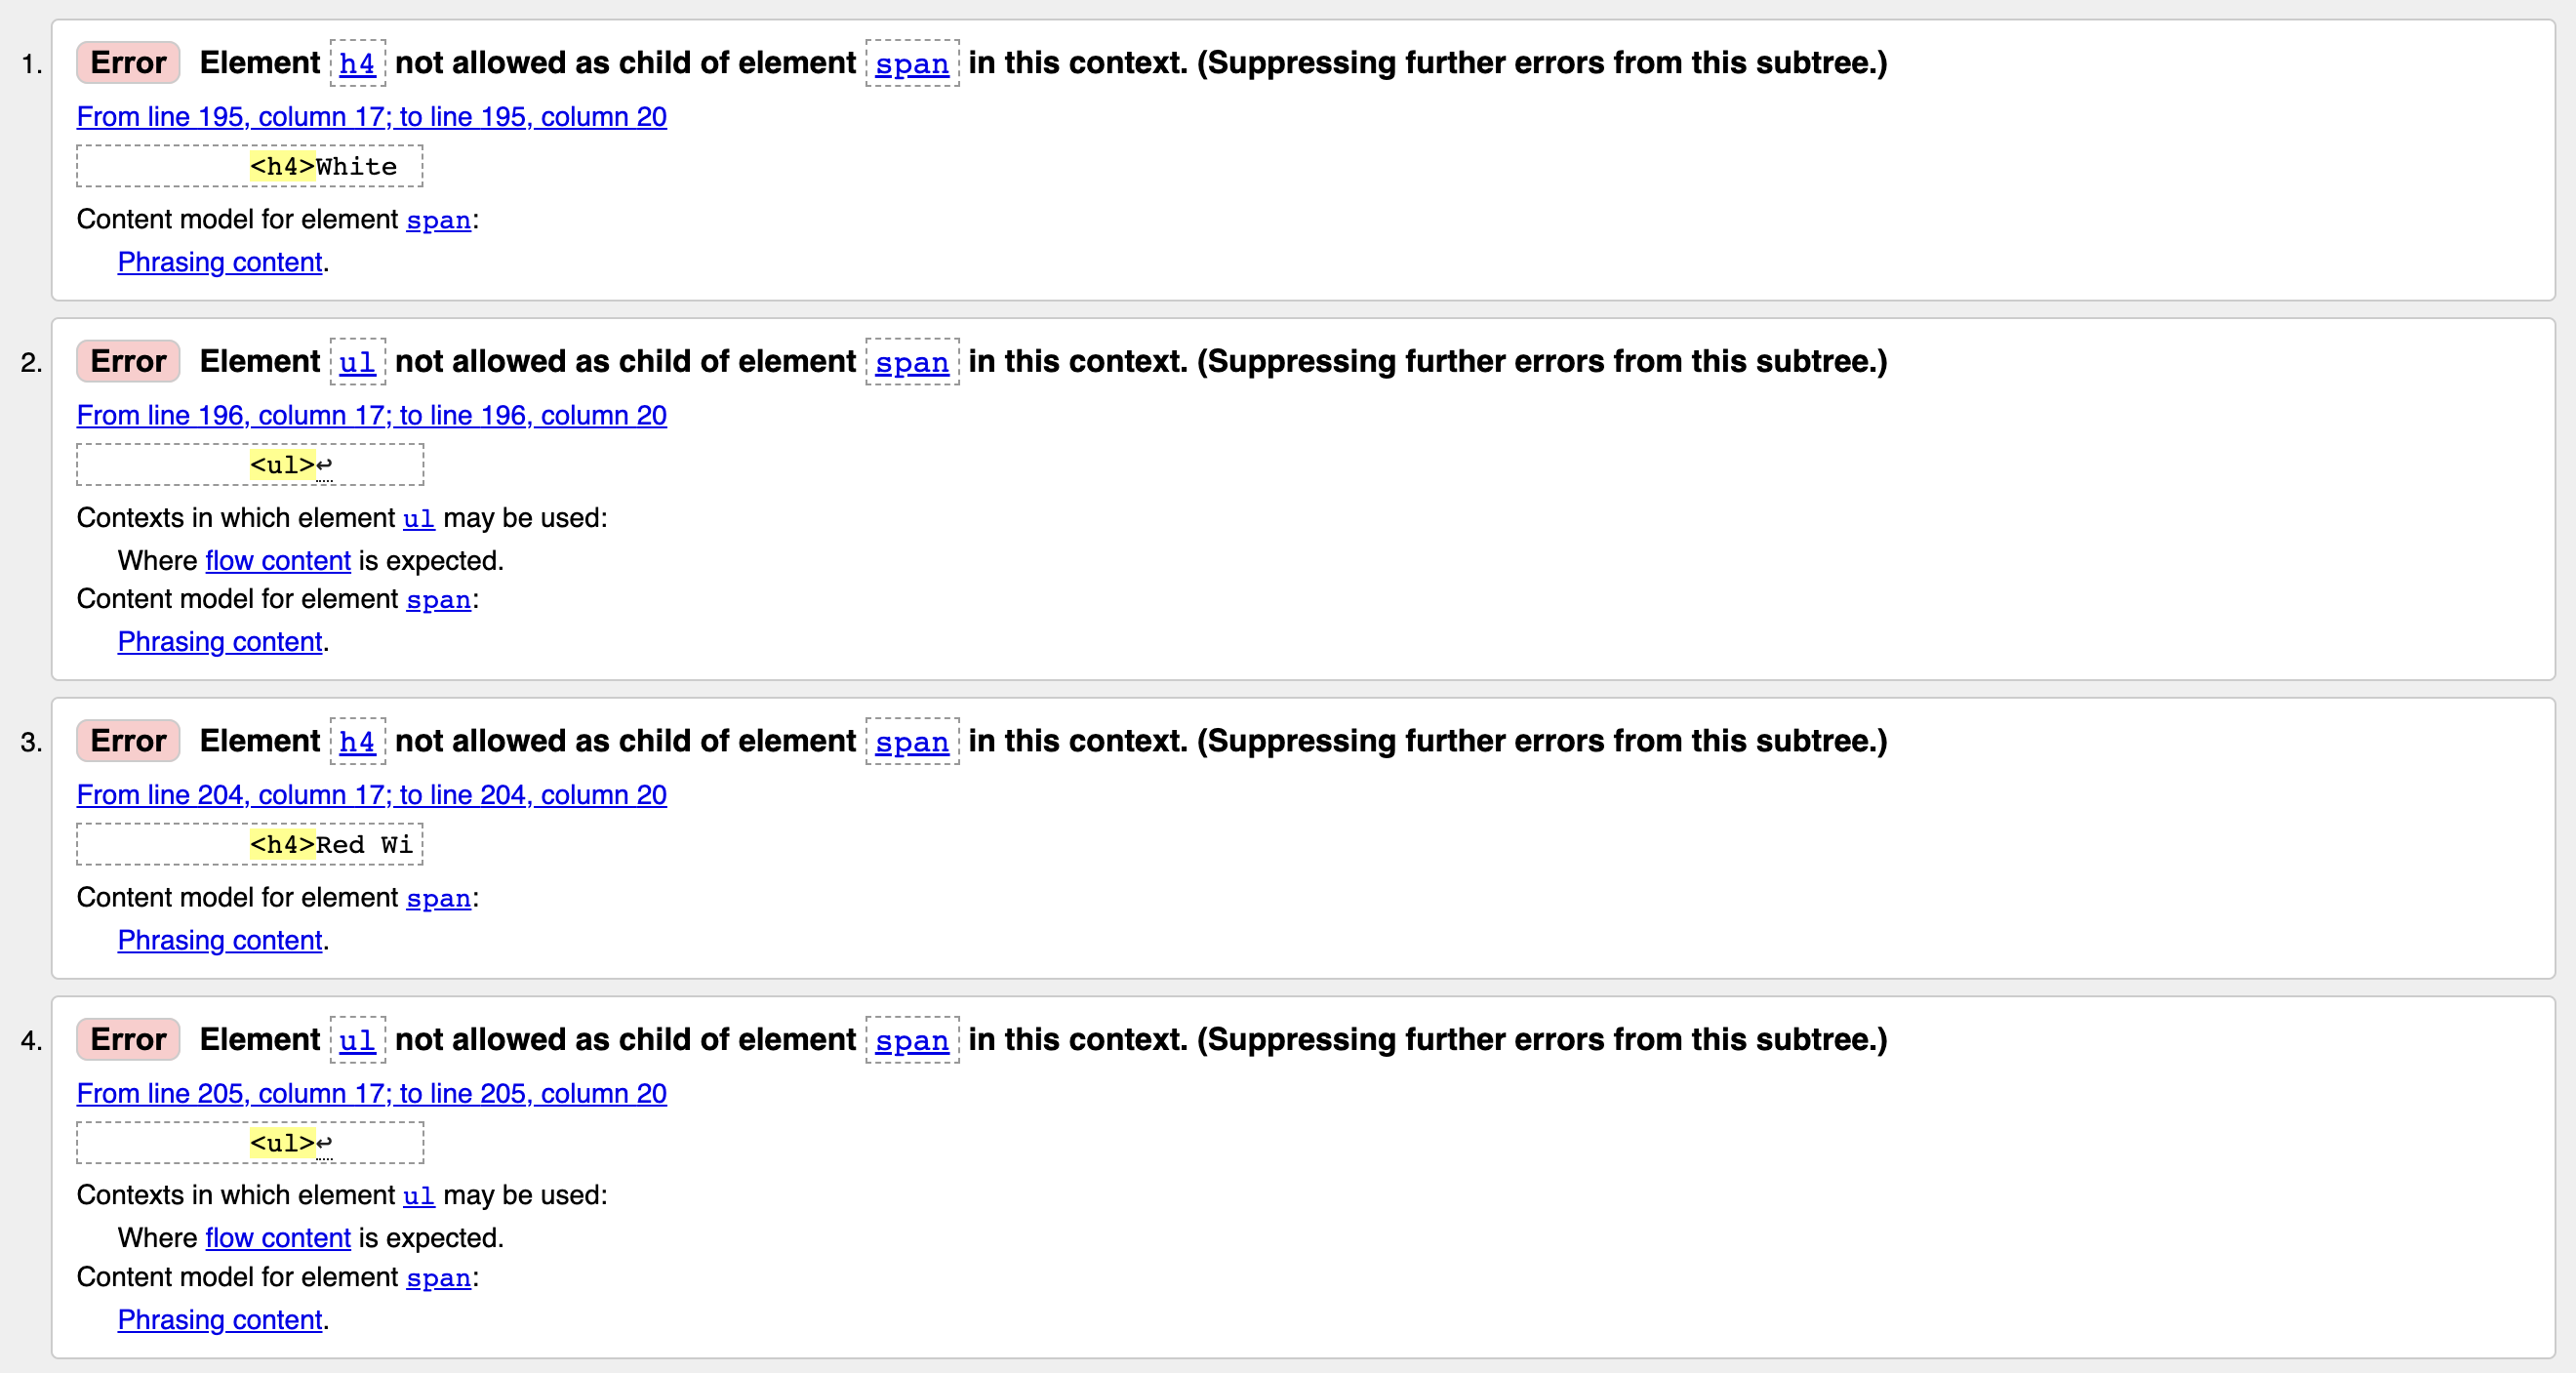 1. Error Element h4 not allowed as child of element span in this context. (Suppressing further errors from this subtree.)
From line 195, column 17; to line 195, column 20
<h4>White
Content model for element span:
Phrasing content.
2. Error Element ul not allowed as child of element span in this context. (Suppressing further errors from this subtree.)
From line 196, column 17; to line 196, column 20
<ul>↩
Contexts in which element ul may be used:
Where flow content is expected.
Content model for element span:
Phrasing content.
3. Error Element h4 not allowed as child of element span in this context. (Suppressing further errors from this subtree.)
From line 204, column 17; to line 204, column 20
<h4>Red Wi
Content model for element span:
Phrasing content.
4. Error Element ul not allowed as child of element span in this context. (Suppressing further errors from this subtree.)
From line 205, column 17; to line 205, column 20
<ul>↩
Contexts in which element ul may be used:
Where flow content is expected.
Content model for element span:
Phrasing content.